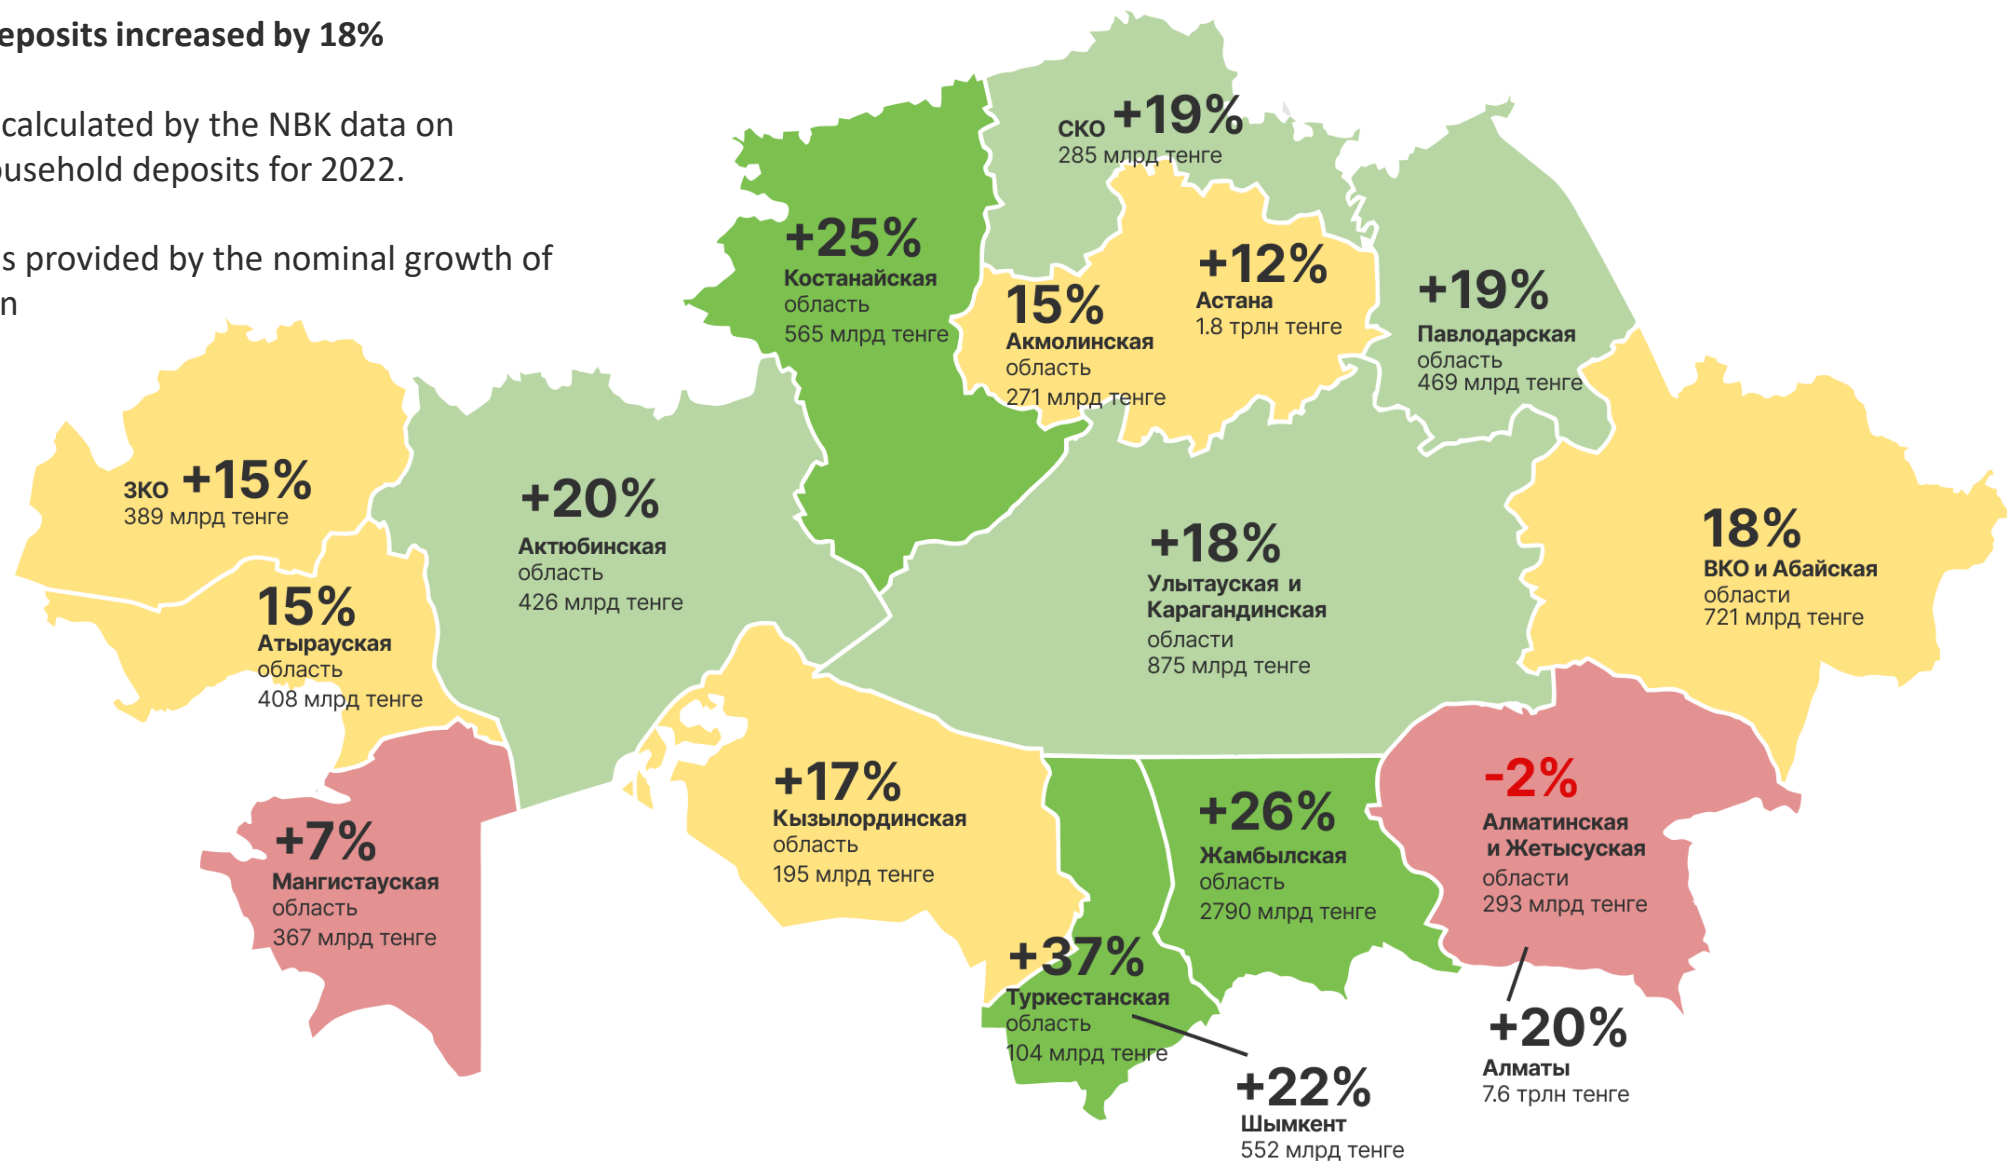 eposits increased by 18%
calculated by the NBK data on
ousehold deposits for 2022.
s provided by the nominal growth of
n
СКО +19%
285 млрд тенге
+25%
Костанайская
область
565 млрд тенге
15%
Акмолинская
область
271 млрд тенге
+12%
Астана
1.8 трлн тенге
+19%
Павлодарская
область
469 млрд тенге
ЗКО +15%
389 млрд тенге
+20%
Актюбинская
область
426 млрд тенге
15%
Атырауская
область
408 млрд тенге
+18%
Улытауская и
Карагандинская
области
875 млрд тенге
18%
ВКО и Абайская
области
721 млрд тенге
+7%
Мангистауская
область
367 млрд тенге
+17%
Кызылординская
область
195 млрд тенге
+37%
Туркестанская
область
104 млрд тенге
+26%
Жамбылская
область
2790 млрд тенге
-2%
Алматинская
и Жетысуская
области
293 млрд тенге
+22%
Шымкент
552 млрд тенге
+20%
Алматы
7.6 трлн тенге